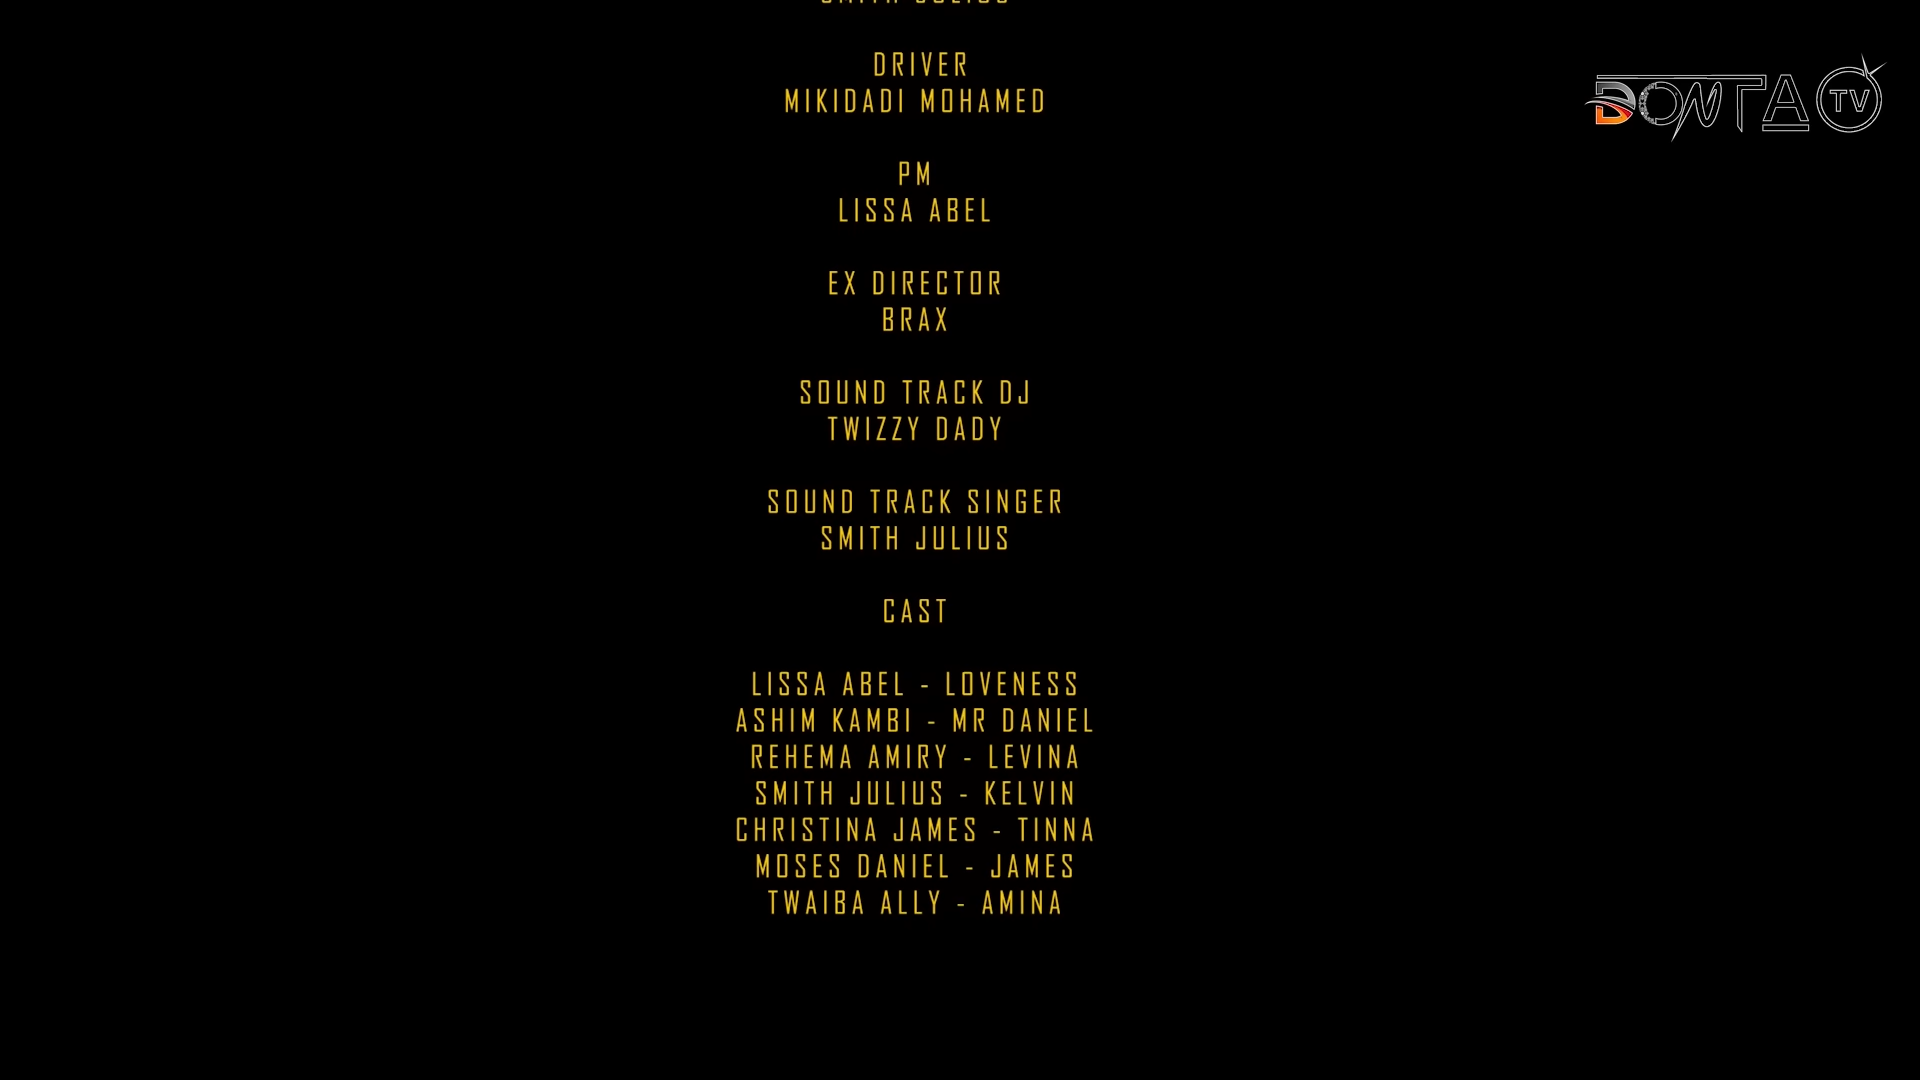 DRIVER
MIKIDADI MOHAMED
PM
LISSA ABEL
EX DIRECTOR
BRAX
SOUND TRACK DJ
TWIZZY DADY
SOUND TRACK SINGER
SMITH JULIUS
CAST
LISSA ABEL - LOVENESS
ASHIM KAMBI - MR DANIEL
REHEMA AMIRY - LEVINA
SMITH JULIUS - KELVIN
CHRISTINA JAMES - TINNA
MOSES DANIEL - JAMES
TWAIBA ALLY - AMINA
BONTA TV